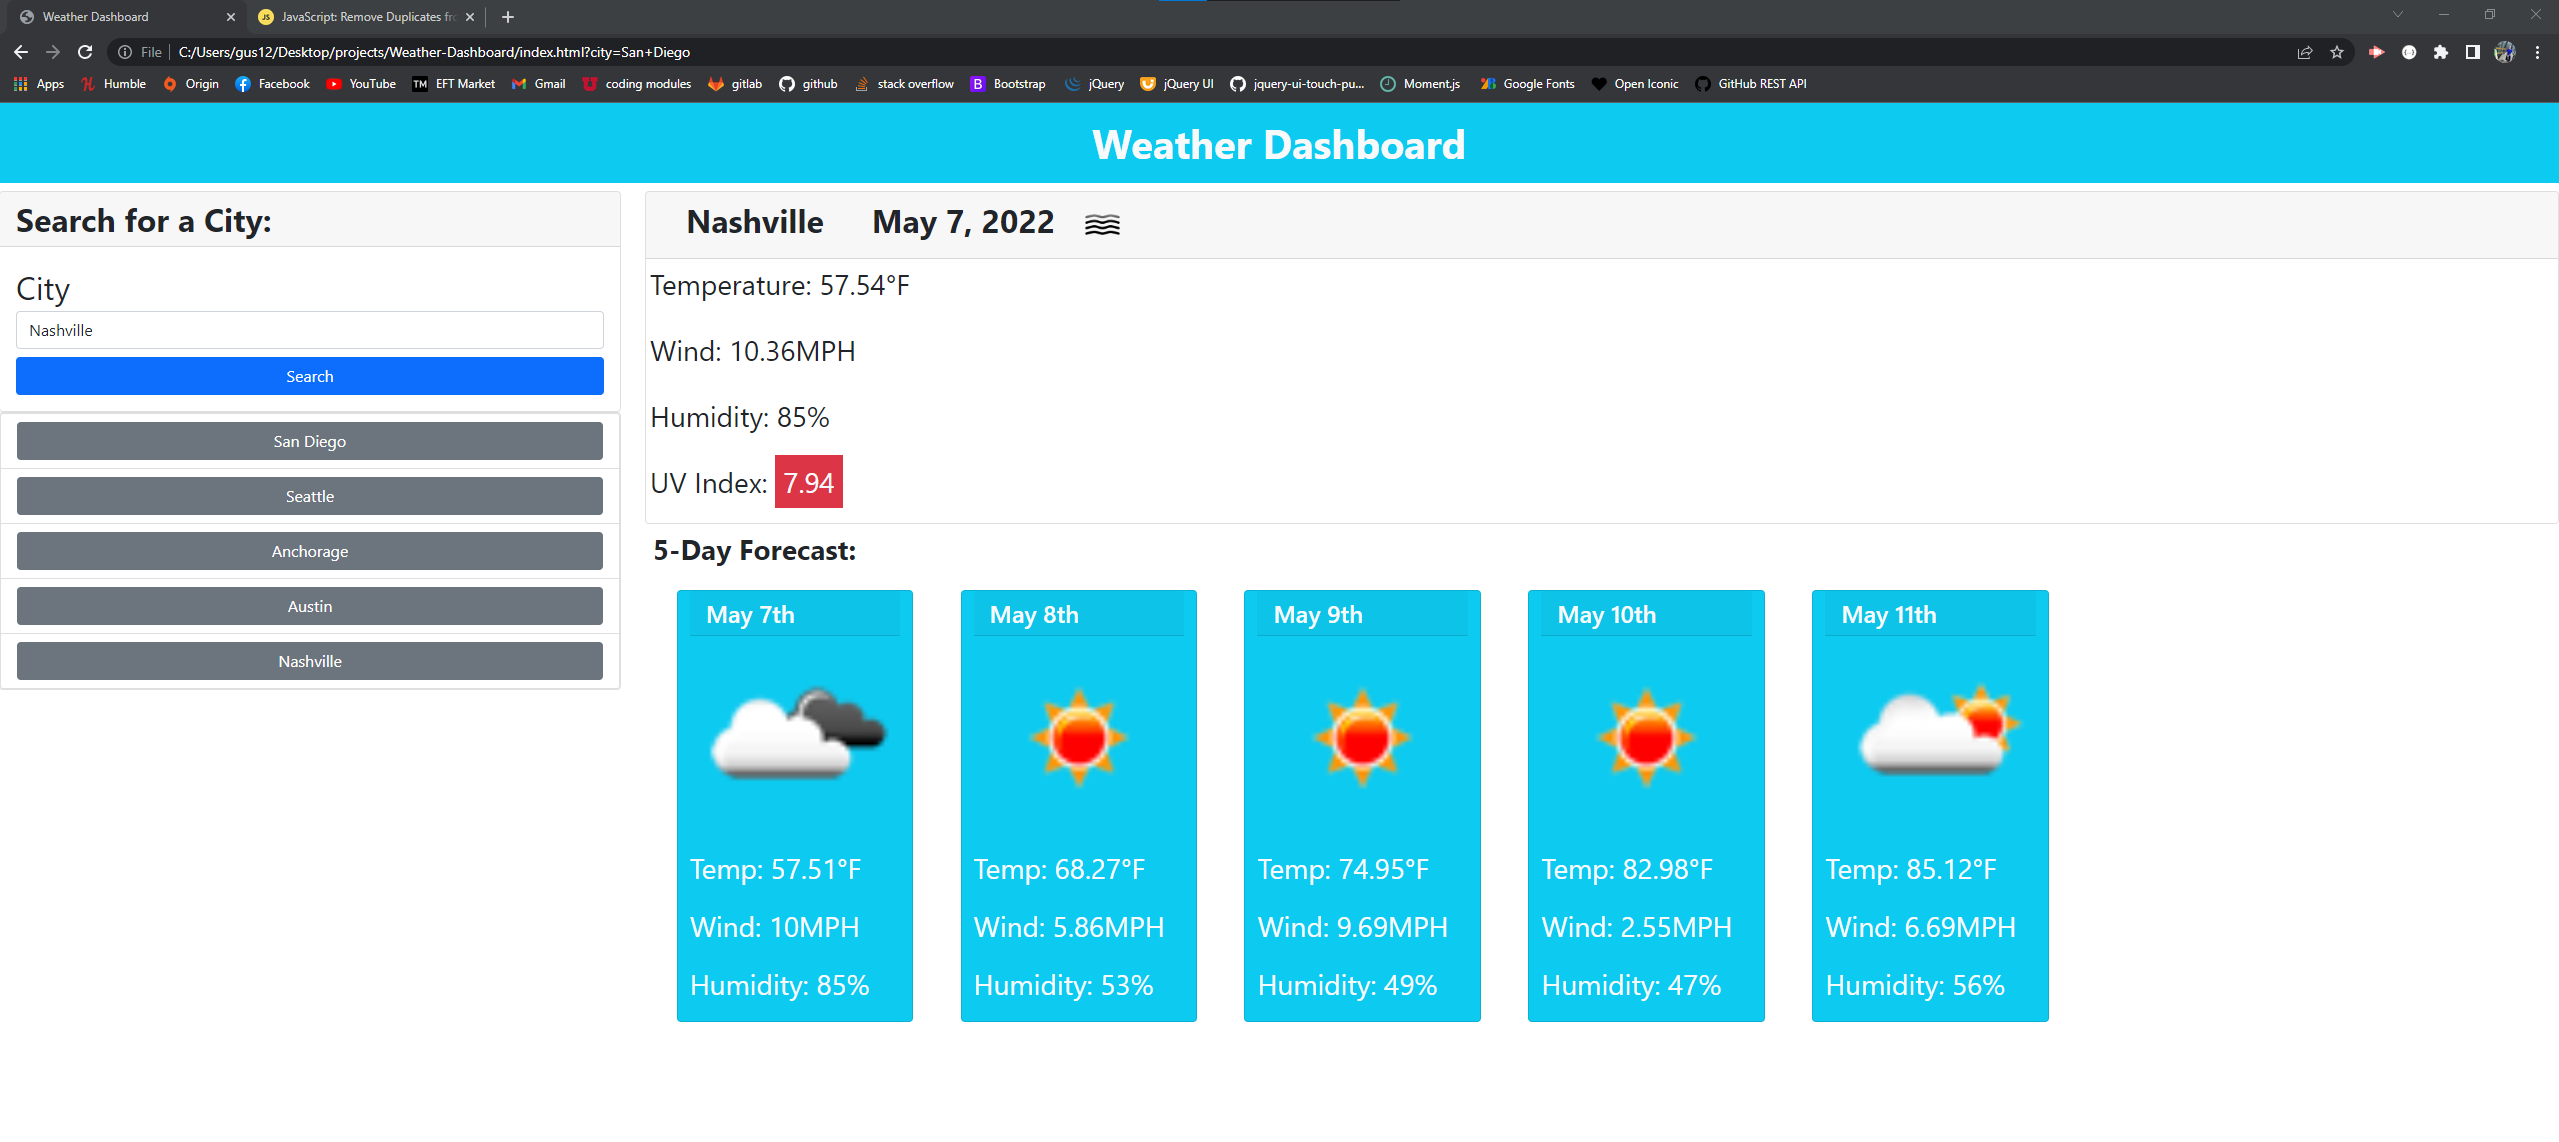 Weather Dashboard
JavaScript: Remove Duplicates fro
File C:/Users/gus12/Desktop/projects/Weather-Dashboard/index.html?city=San+Diego
Apps Humble Origin Facebook YouTube TM EFT Market Gmail coding modules gitlab github stack overflow Bootstrap jQuery jQuery UI jquery-ui-touch-pu... Moment.js Google Fonts Open Iconic GitHub REST API
Weather Dashboard
Search for a City:
City
Nashville
Search
San Diego
Seattle
Anchorage
Austin
Nashville
Nashville May 7, 2022
Temperature: 57.54°F
Wind: 10.36MPH
Humidity: 85%
UV Index: 7.94
5-Day Forecast:
May 7th
Temp: 57.51°F
Wind: 10MPH
Humidity: 85%
May 8th
Temp: 68.27°F
Wind: 5.86MPH
Humidity: 53%
May 9th
Temp: 74.95°F
Wind: 9.69MPH
Humidity: 49%
May 10th
Temp: 82.98°F
Wind: 2.55MPH
Humidity: 47%
May 11th
Temp: 85.12°F
Wind: 6.69MPH
Humidity: 56%